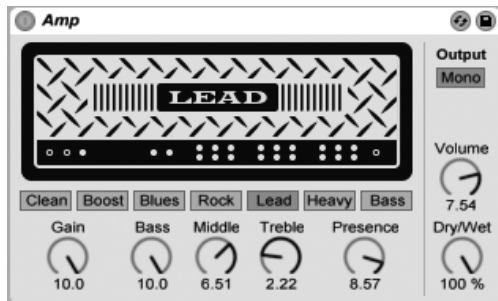 Amp
LEAD
Output
Mono
Volume
7.54
Clean Boost Blues Rock Lead Heavy Bass
Gain Bass Middle Treble Presence Dry/Wet
10.0 10.0 6.51 2.22 8.57 100 %